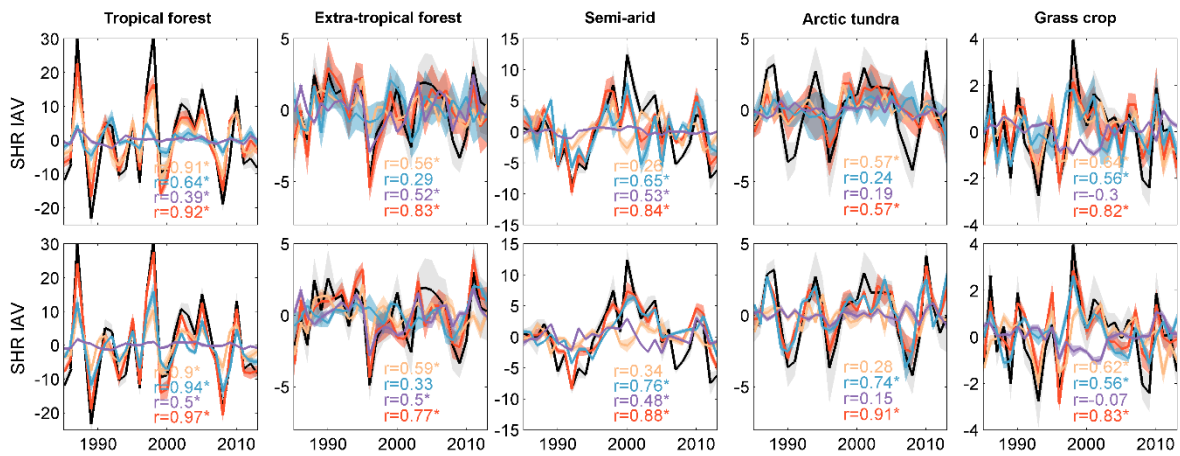 Tropical forest
Extra-tropical forest
Semi-arid
Arctic tundra
Grass crop
SHR IAV
30
20
10
0
-10
-20
r=0.91*
r=0.64*
r=0.39*
r=0.92*
5
0
-5
r=0.56*
r=0.29
r=0.52*
r=0.83*
15
10
5
0
-5
-10
-15
r=0.26
r=0.65*
r=0.53*
r=0.84*
5
0
-5
r=0.57*
r=0.24
r=0.19
r=0.57*
4
2
0
-2
-4
r=0.64*
r=0.56*
r=-0.3
r=0.82*
SHR IAV
30
20
10
0
-10
-20
r=0.9*
r=0.94*
r=0.5*
r=0.97*
1990 2000 2010
5
0
-5
r=0.59*
r=0.33
r=0.5*
r=0.77*
1990 2000 2010
15
10
5
0
-5
-10
-15
r=0.34
r=0.76*
r=0.48*
r=0.88*
1990 2000 2010
5
0
-5
r=0.28
r=0.74*
r=0.15
r=0.91*
1990 2000 2010
4
2
0
-2
-4
r=0.62*
r=0.56*
r=-0.07
r=0.83*
1990 2000 2010